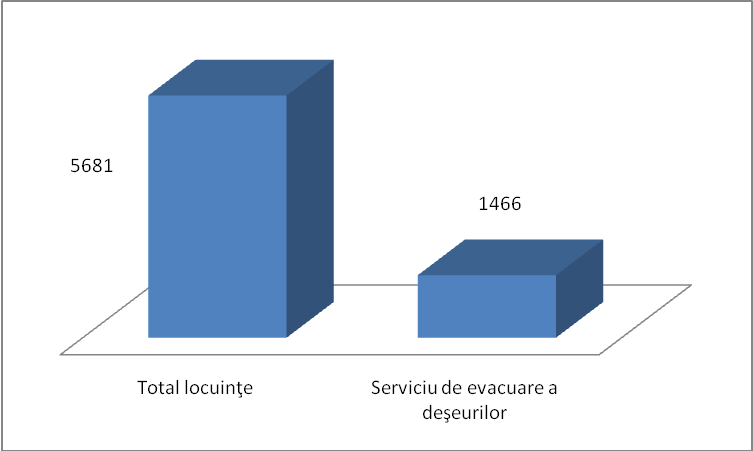 5681
1466
Total locuinţe
Serviciu de evacuare a
deşeurilor